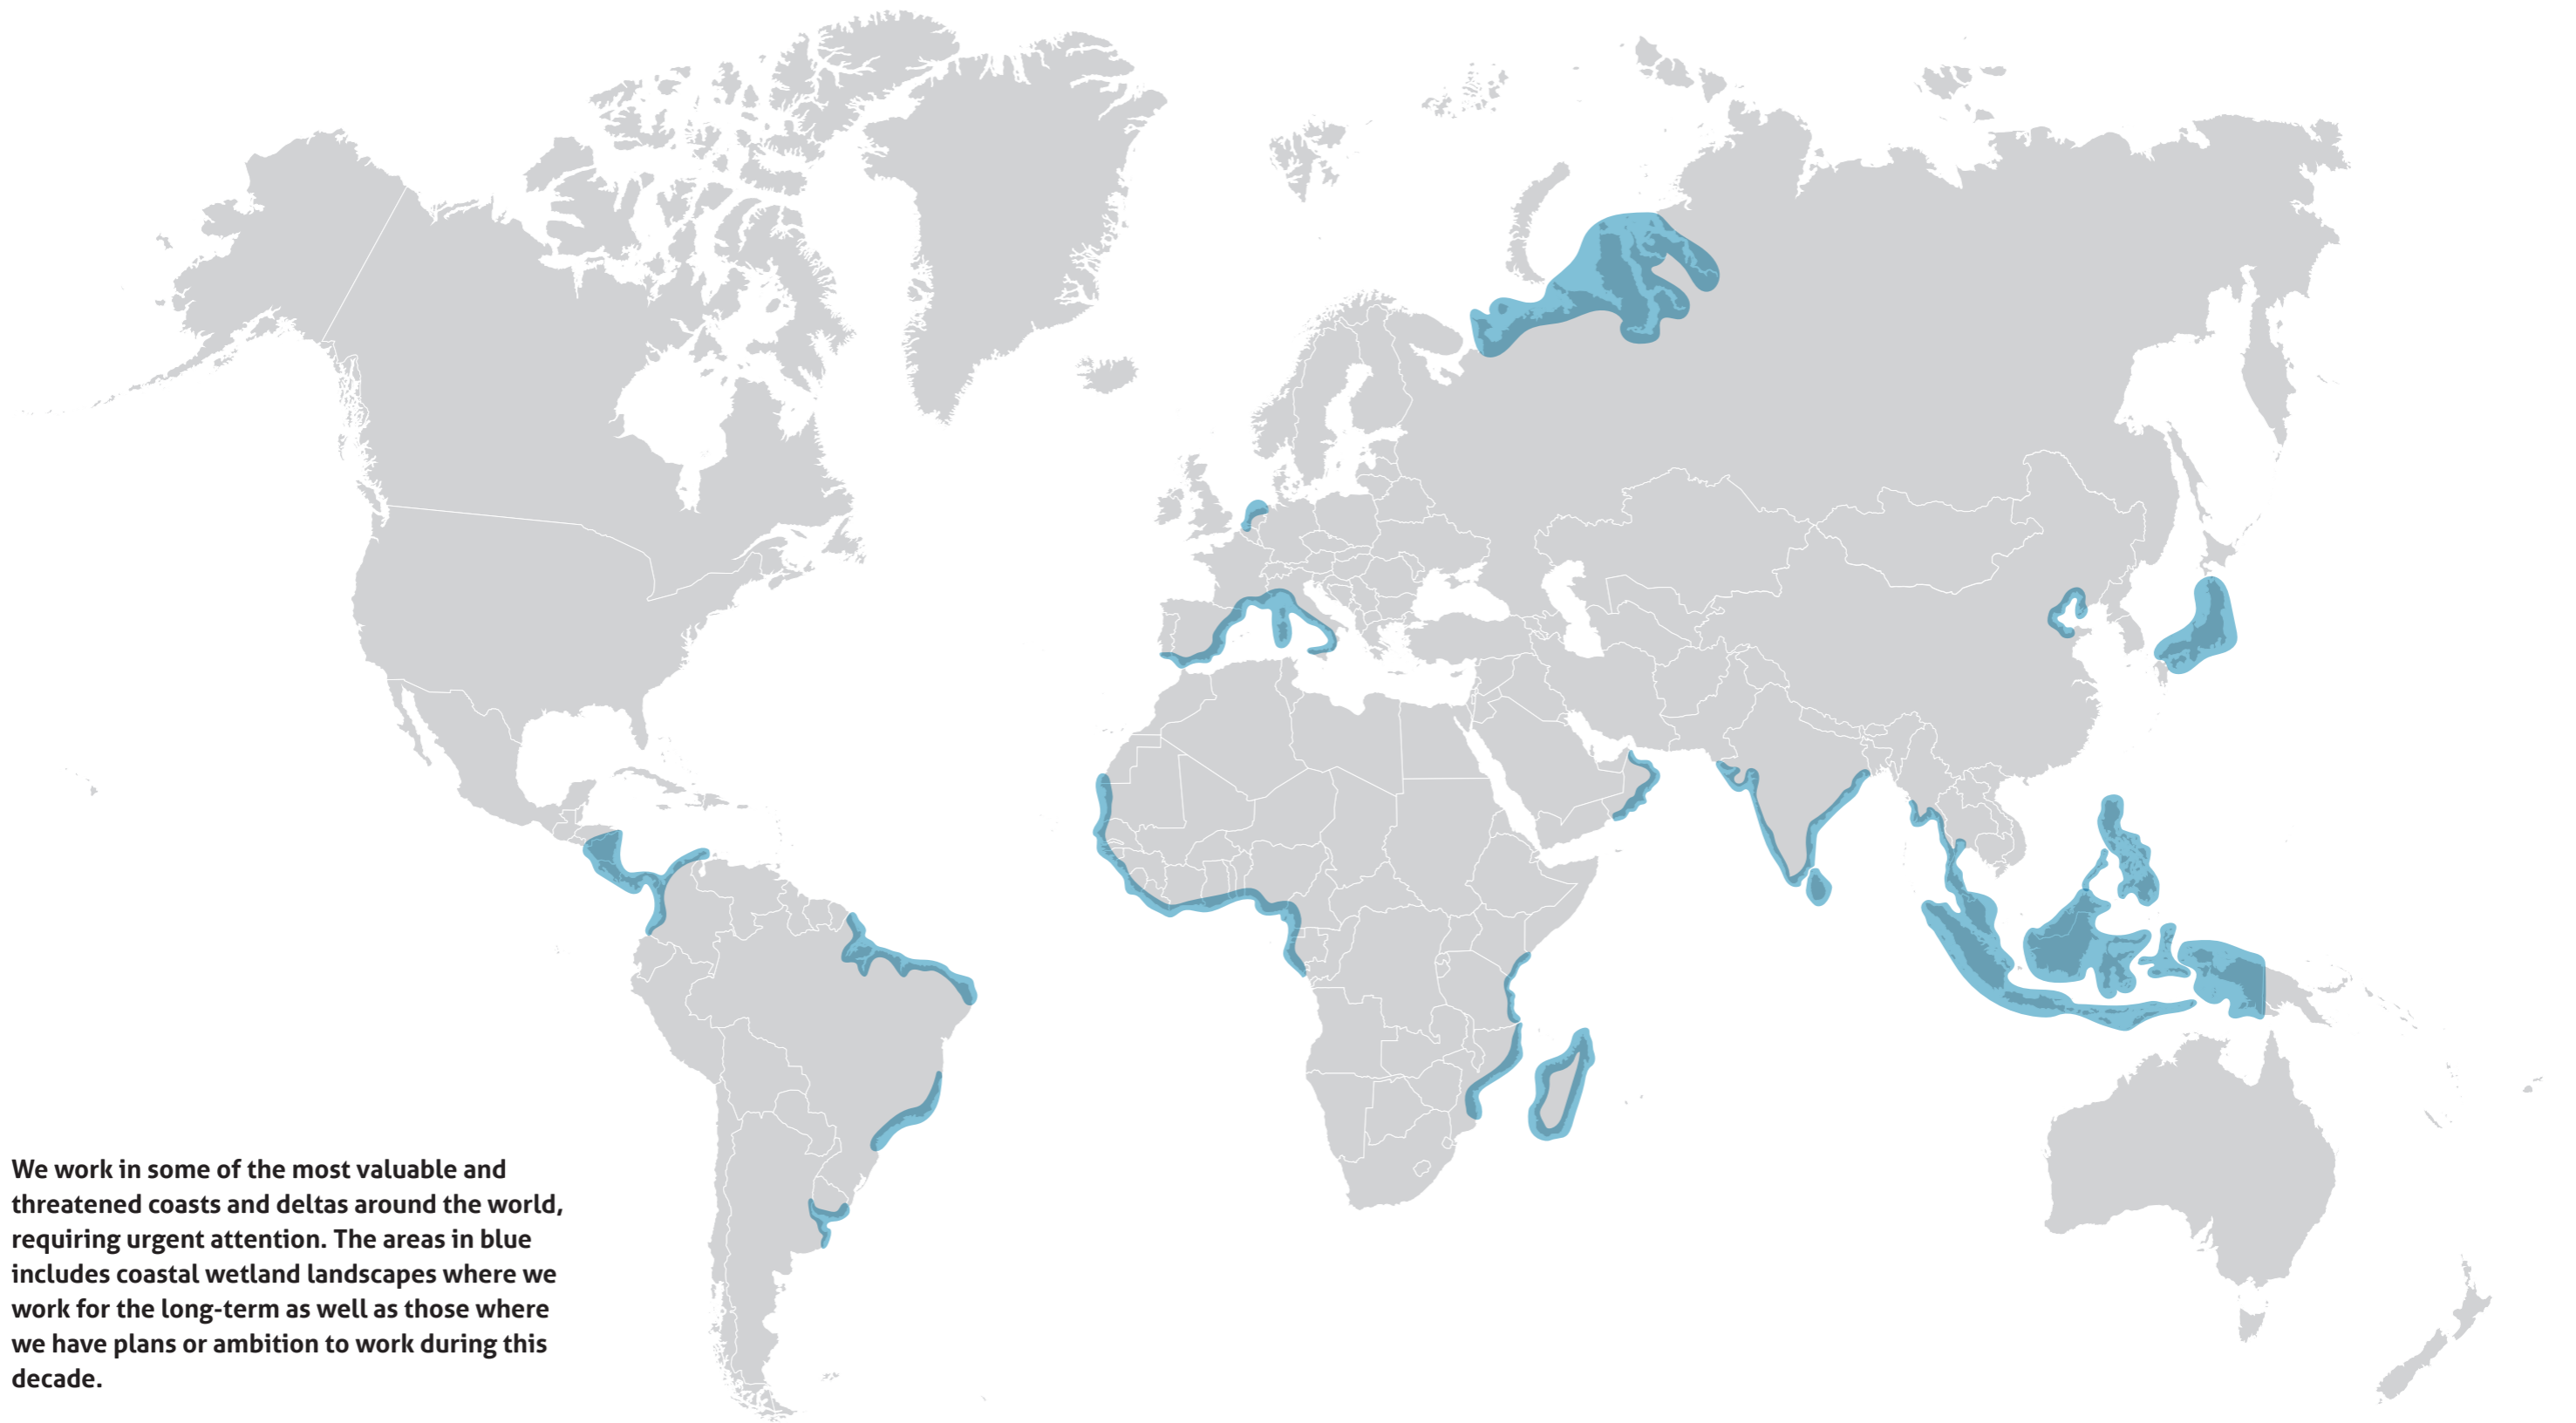 We work in some of the most valuable and
threatened coasts and deltas around the world,
requiring urgent attention. The areas in blue
includes coastal wetland landscapes where we
work for the long-term as well as those where
we have plans or ambition to work during this
decade.